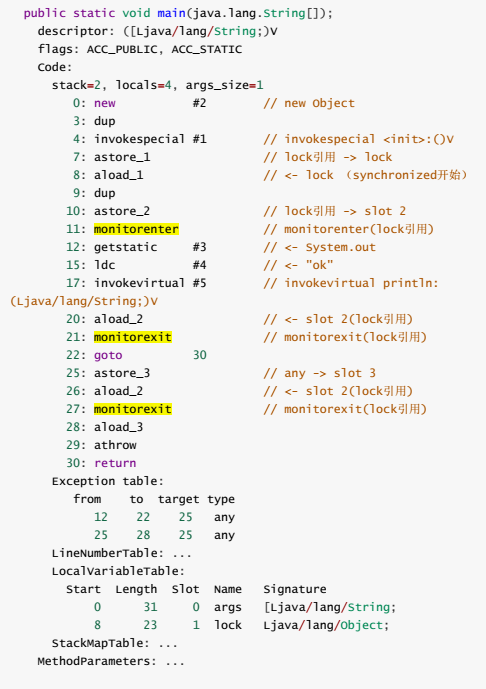 public static void main(java.lang.String[]);
descriptor: ([Ljava/lang/String;)V
flags: ACC_PUBLIC, ACC_STATIC
Code:
stack=2, locals=4, args_size=1
0: new #2 // new Object
3: dup
4: invokespecial #1 // invokespecial <init>:()V
7: astore_1 // lock引用 -> lock
8: aload_1 // <- lock （synchronized开始）
9: dup
10: astore_2 // lock引用 -> slot 2
11: monitorenter // monitorenter(lock引用)
12: getstatic #3 // <- System.out
15: ldc #4 // <- "ok"
17: invokevirtual #5 // invokevirtual println:
(Ljava/lang/String;)V
20: aload_2 // <- slot 2(lock引用)
21: monitorexit // monitorexit(lock引用)
22: goto 30
25: astore_3 // any -> slot 3
26: aload_2 // <- slot 2(lock引用)
27: monitorexit // monitorexit(lock引用)
28: aload_3
29: athrow
30: return
Exception table:
from to target type
12 22 25 any
25 28 25 any
LineNumberTable: ...
LocalVariableTable:
Start Length Slot Name Signature
0 31 0 args [Ljava/lang/String;
8 23 1 lock Ljava/lang/Object;
StackMapTable: ...
MethodParameters: ...